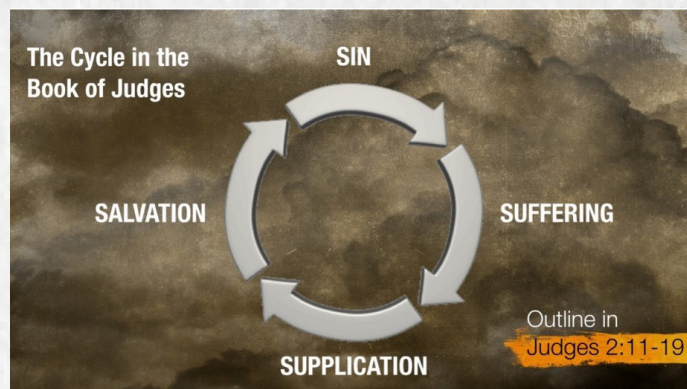 The Cycle in the
Book of Judges
SIN
SALVATION
SUFFERING
SUPPLICATION
Outline in
Judges 2:11-19